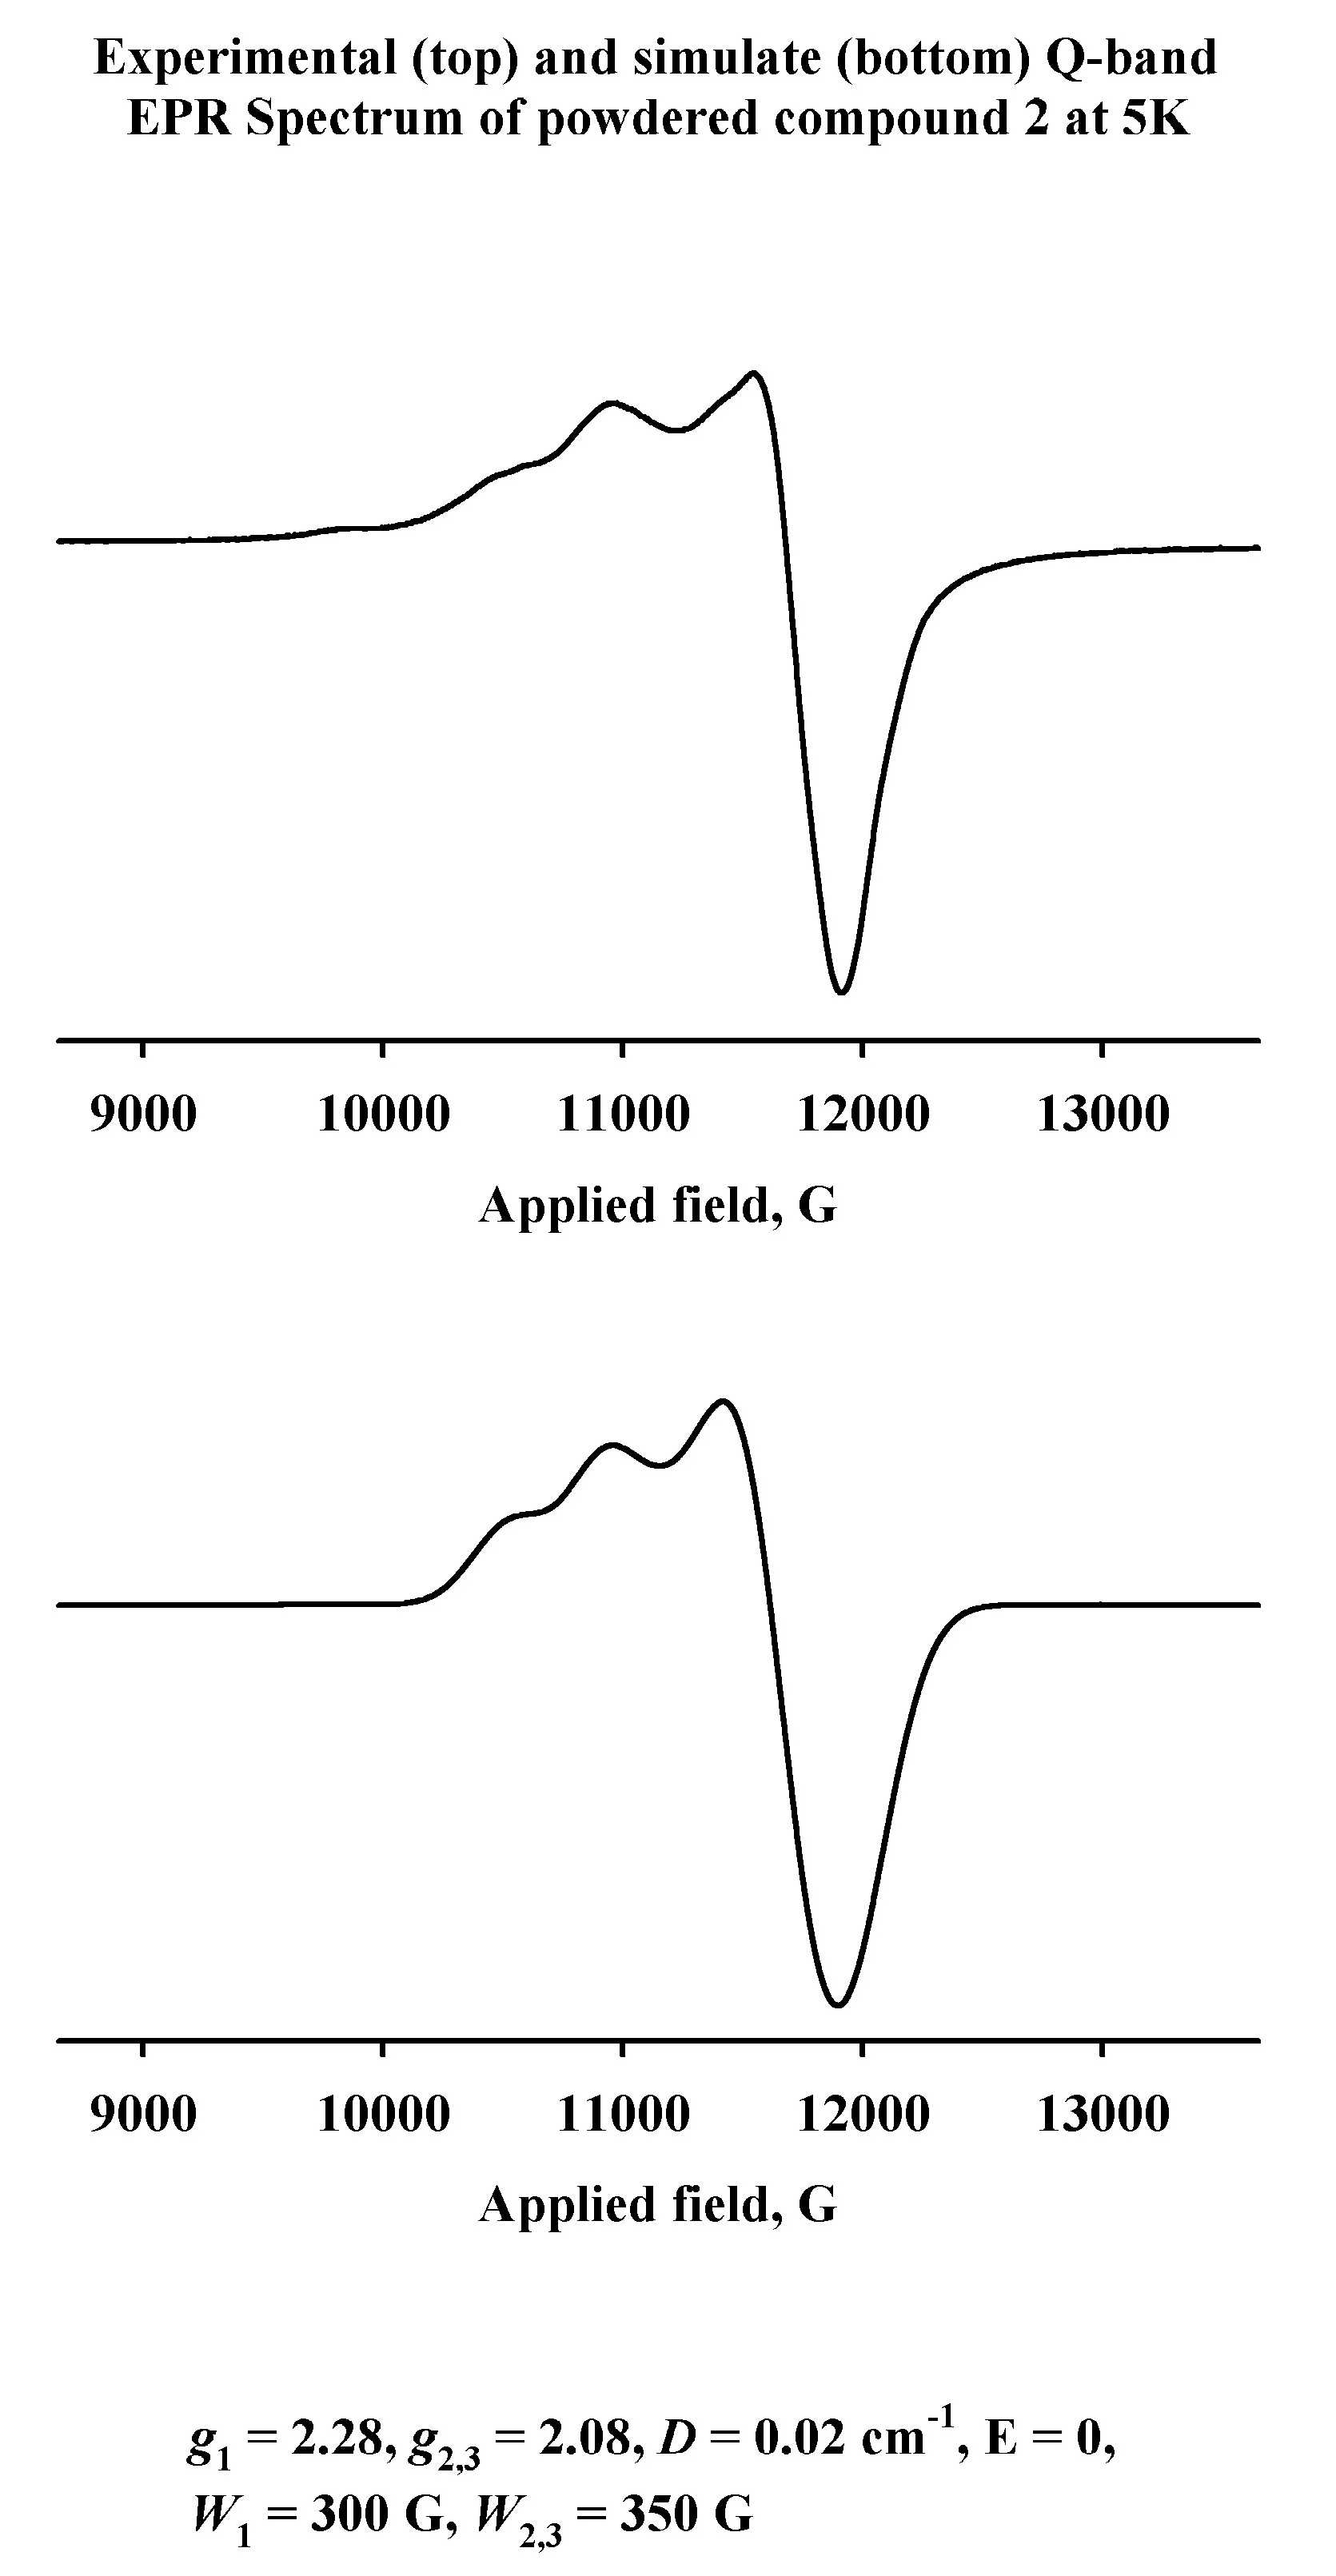 Experimental (top) and simulate (bottom) Q-band
EPR Spectrum of powdered compound 2 at 5K
9000 10000 11000 12000 13000
Applied field, G
9000 10000 11000 12000 13000
Applied field, G
g1 = 2.28, g2,3 = 2.08, D = 0.02 cm-1, E = 0,
W1 = 300 G, W2,3 = 350 G